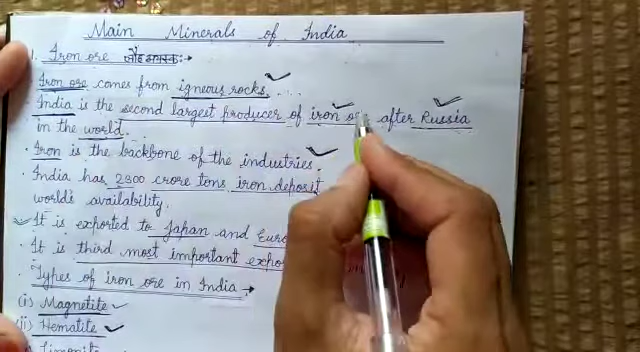 Main Minerals of India
1. Iron ore लौह अयस्क:→
Iron ore comes from igneous rocks. . .
India is the second largest producer of iron after Russia
in the world. . .
· Iron is the backbone of the industries.
· India has 2300 crore tons iron deposit
world's availability.
It is exported to Japan and
· It is third most important
· Types of iron ore in India →
(i) Magnetite
(ii) Hematite
Limonite